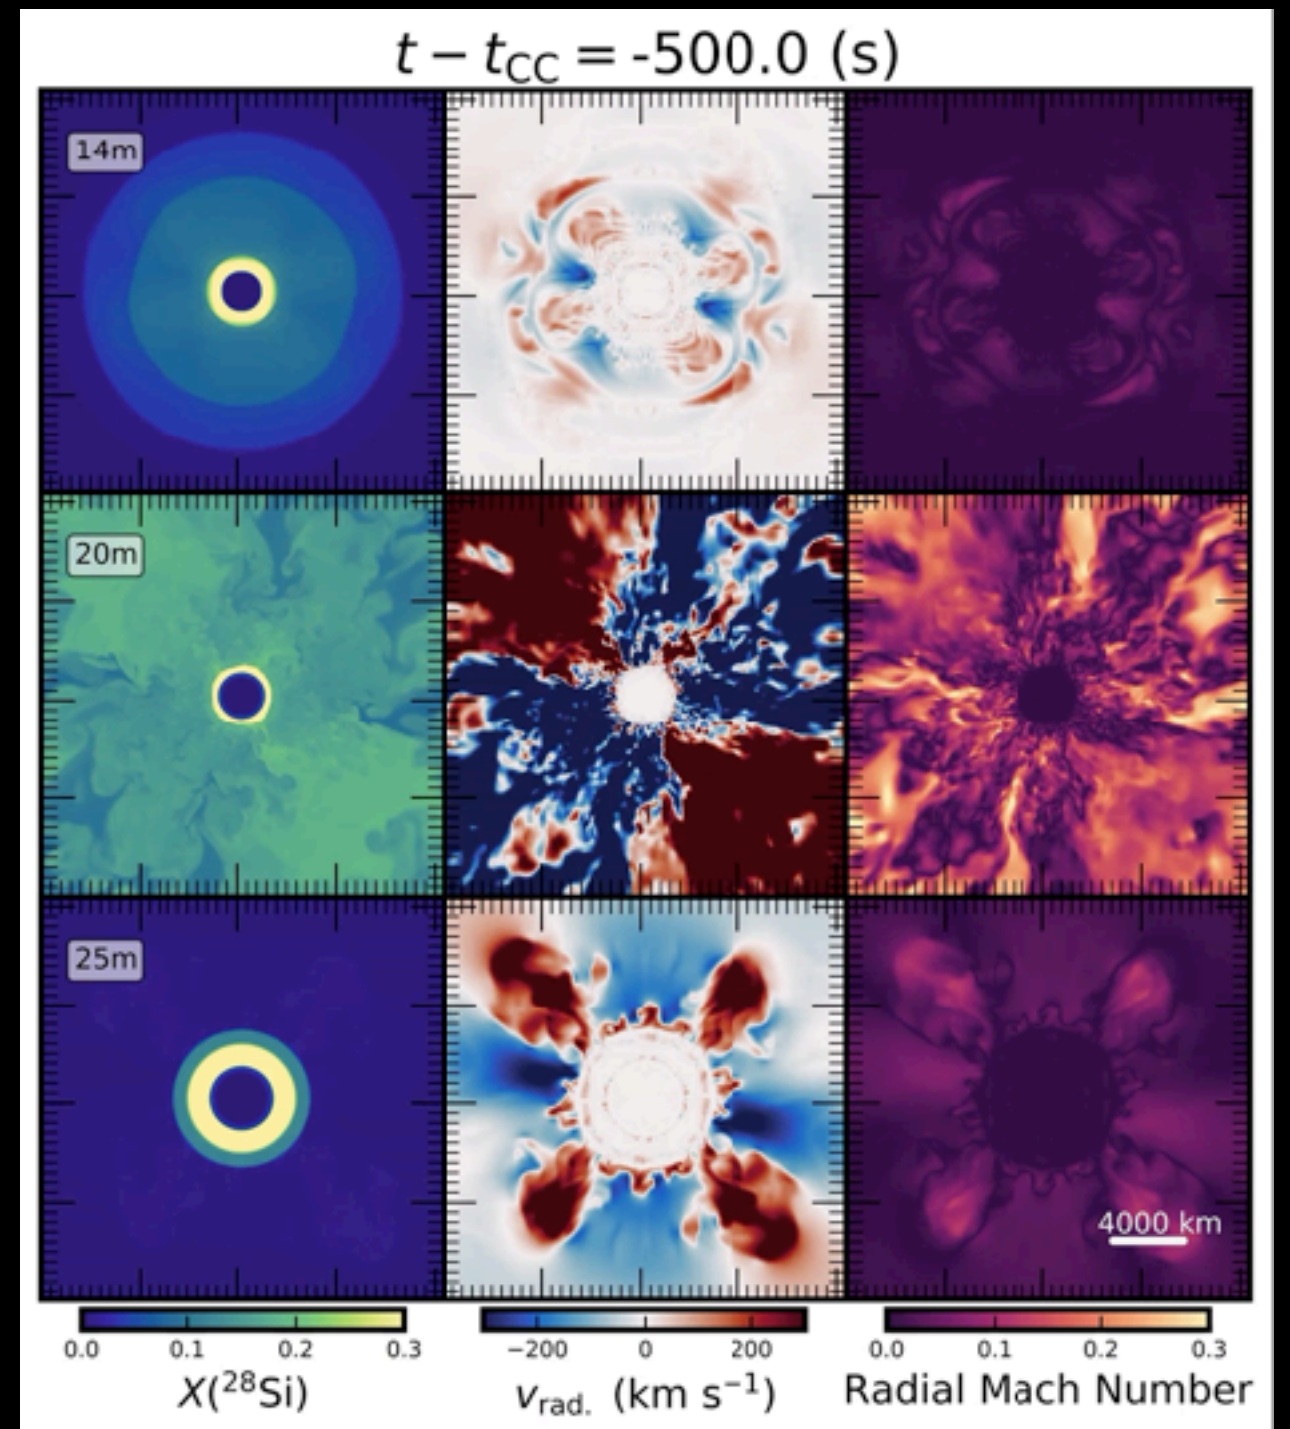 t − t_CC = -500.0 (s)
14m
20m
25m
4000 km
0.0 0.1 0.2 0.3
−200 0 200
0.0 0.1 0.2 0.3
X(²⁸Si)
v_rad. (km s⁻¹)
Radial Mach Number